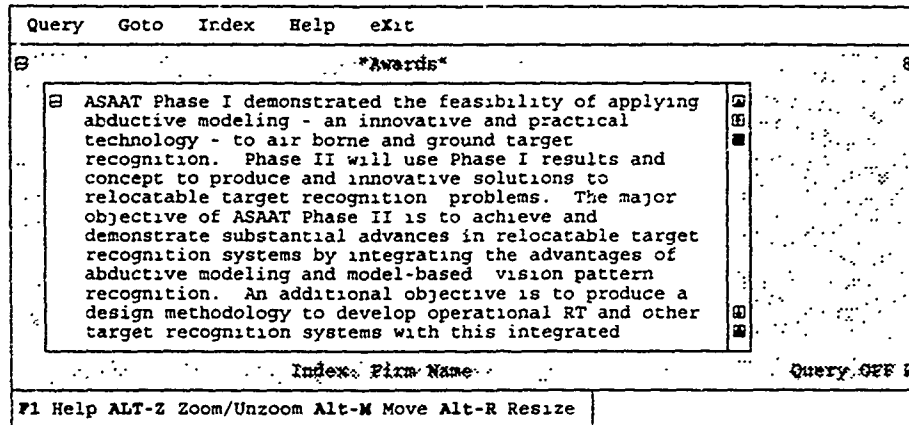 Query Goto Index Help eXit
*Awards*
ASAAT Phase I demonstrated the feasibility of applying
abductive modeling - an innovative and practical
technology - to air borne and ground target
recognition. Phase II will use Phase I results and
concept to produce and innovative solutions to
relocatable target recognition problems. The major
objective of ASAAT Phase II is to achieve and
demonstrate substantial advances in relocatable target
recognition systems by integrating the advantages of
abductive modeling and model-based vision pattern
recognition. An additional objective is to produce a
design methodology to develop operational RT and other
target recognition systems with this integrated
Index: Firm Name Query OFF
F1 Help ALT-Z Zoom/Unzoom Alt-M Move Alt-R Resize